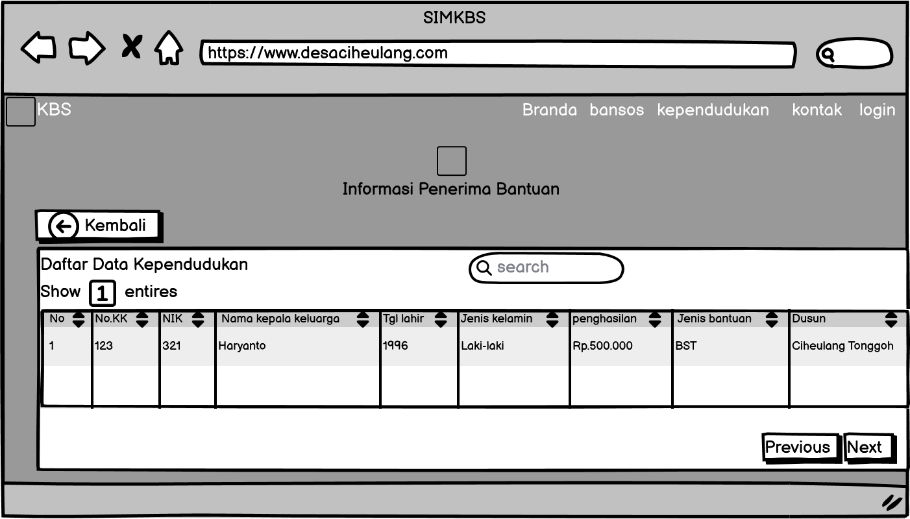 SIMKBS
https://www.desaciheulang.com
KBS Branda bansos kependudukan kontak login
Informasi Penerima Bantuan
Kembali
Daftar Data Kependudukan search
Show 1 entires
No No.KK NIK Nama kepala keluarga Tgl lahir Jenis kelamin penghasilan Jenis bantuan Dusun
1 123 321 Haryanto 1996 Laki-laki Rp.500.000 BST Ciheulang Tonggoh
Previous Next